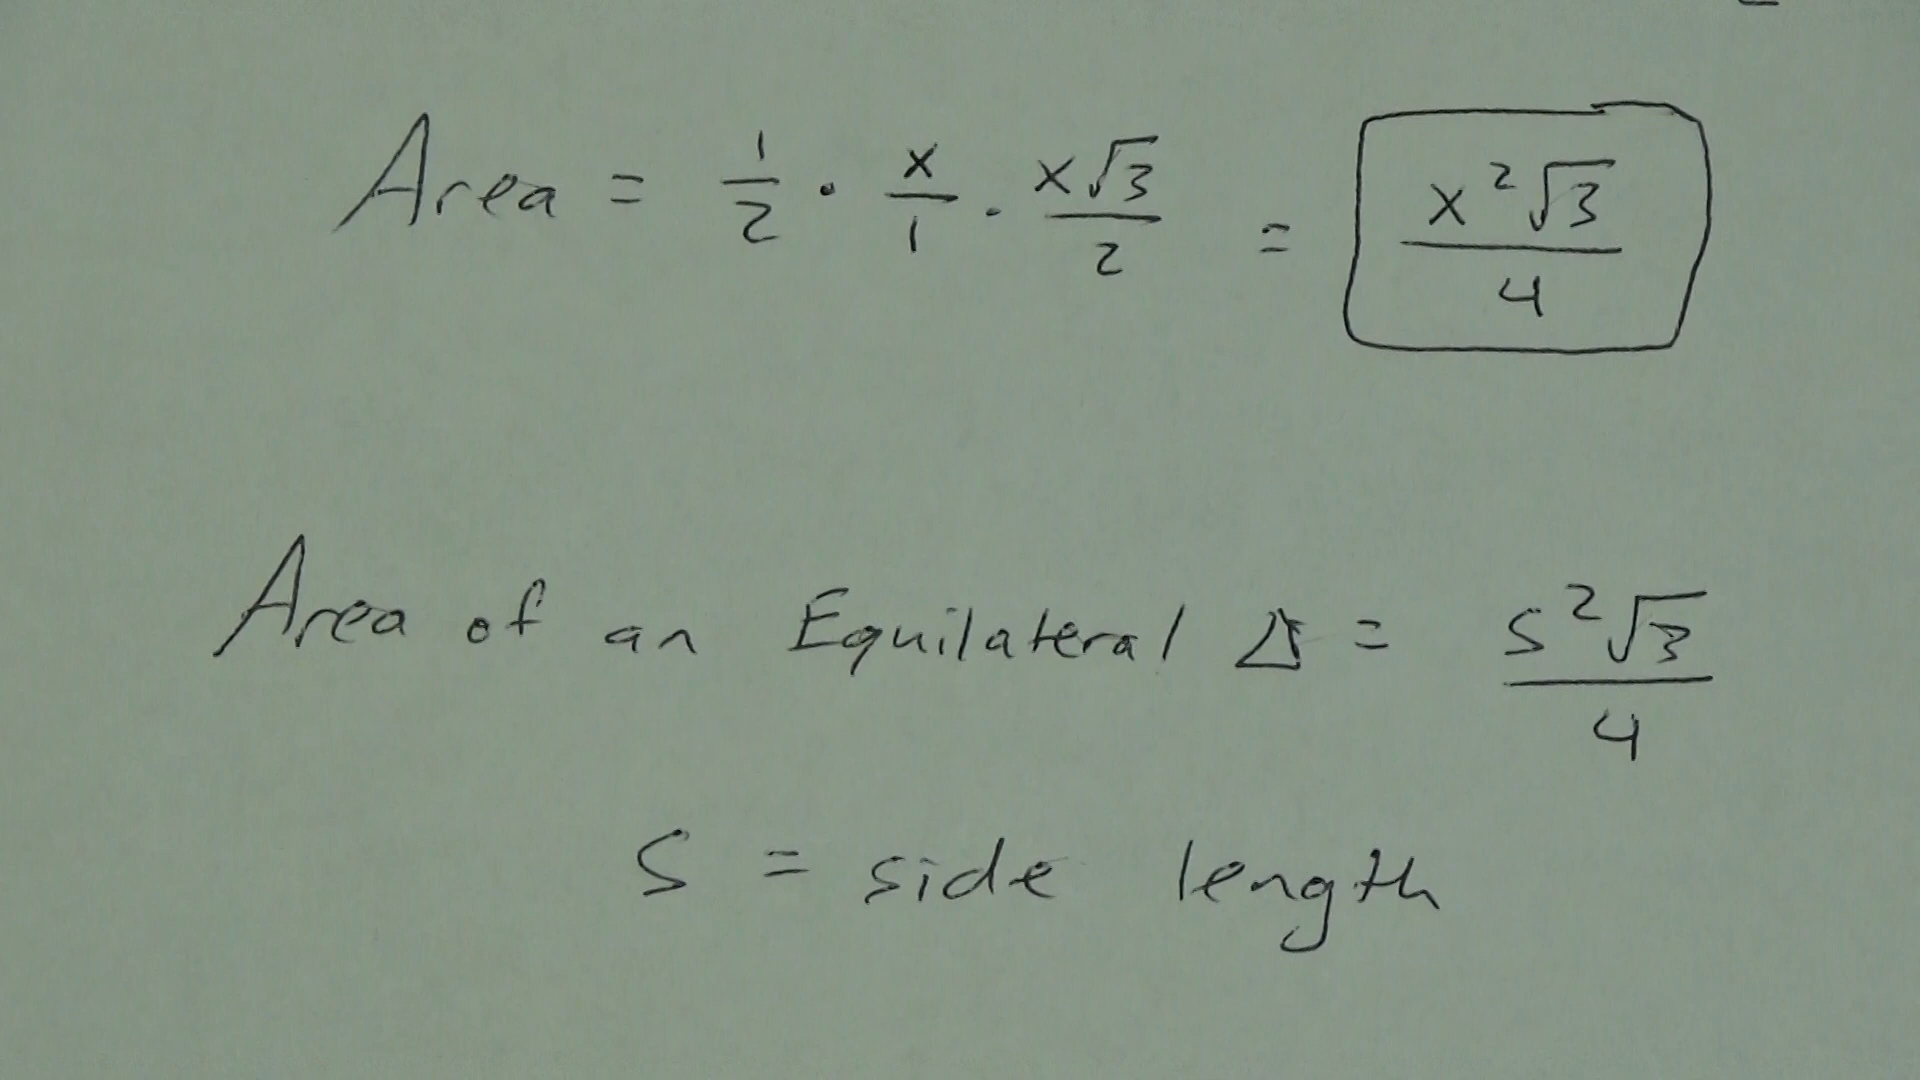 Area = 1/2 · x/1 · x√3/2 = x²√3/4
Area of an Equilateral △ = s²√3/4
S = side length